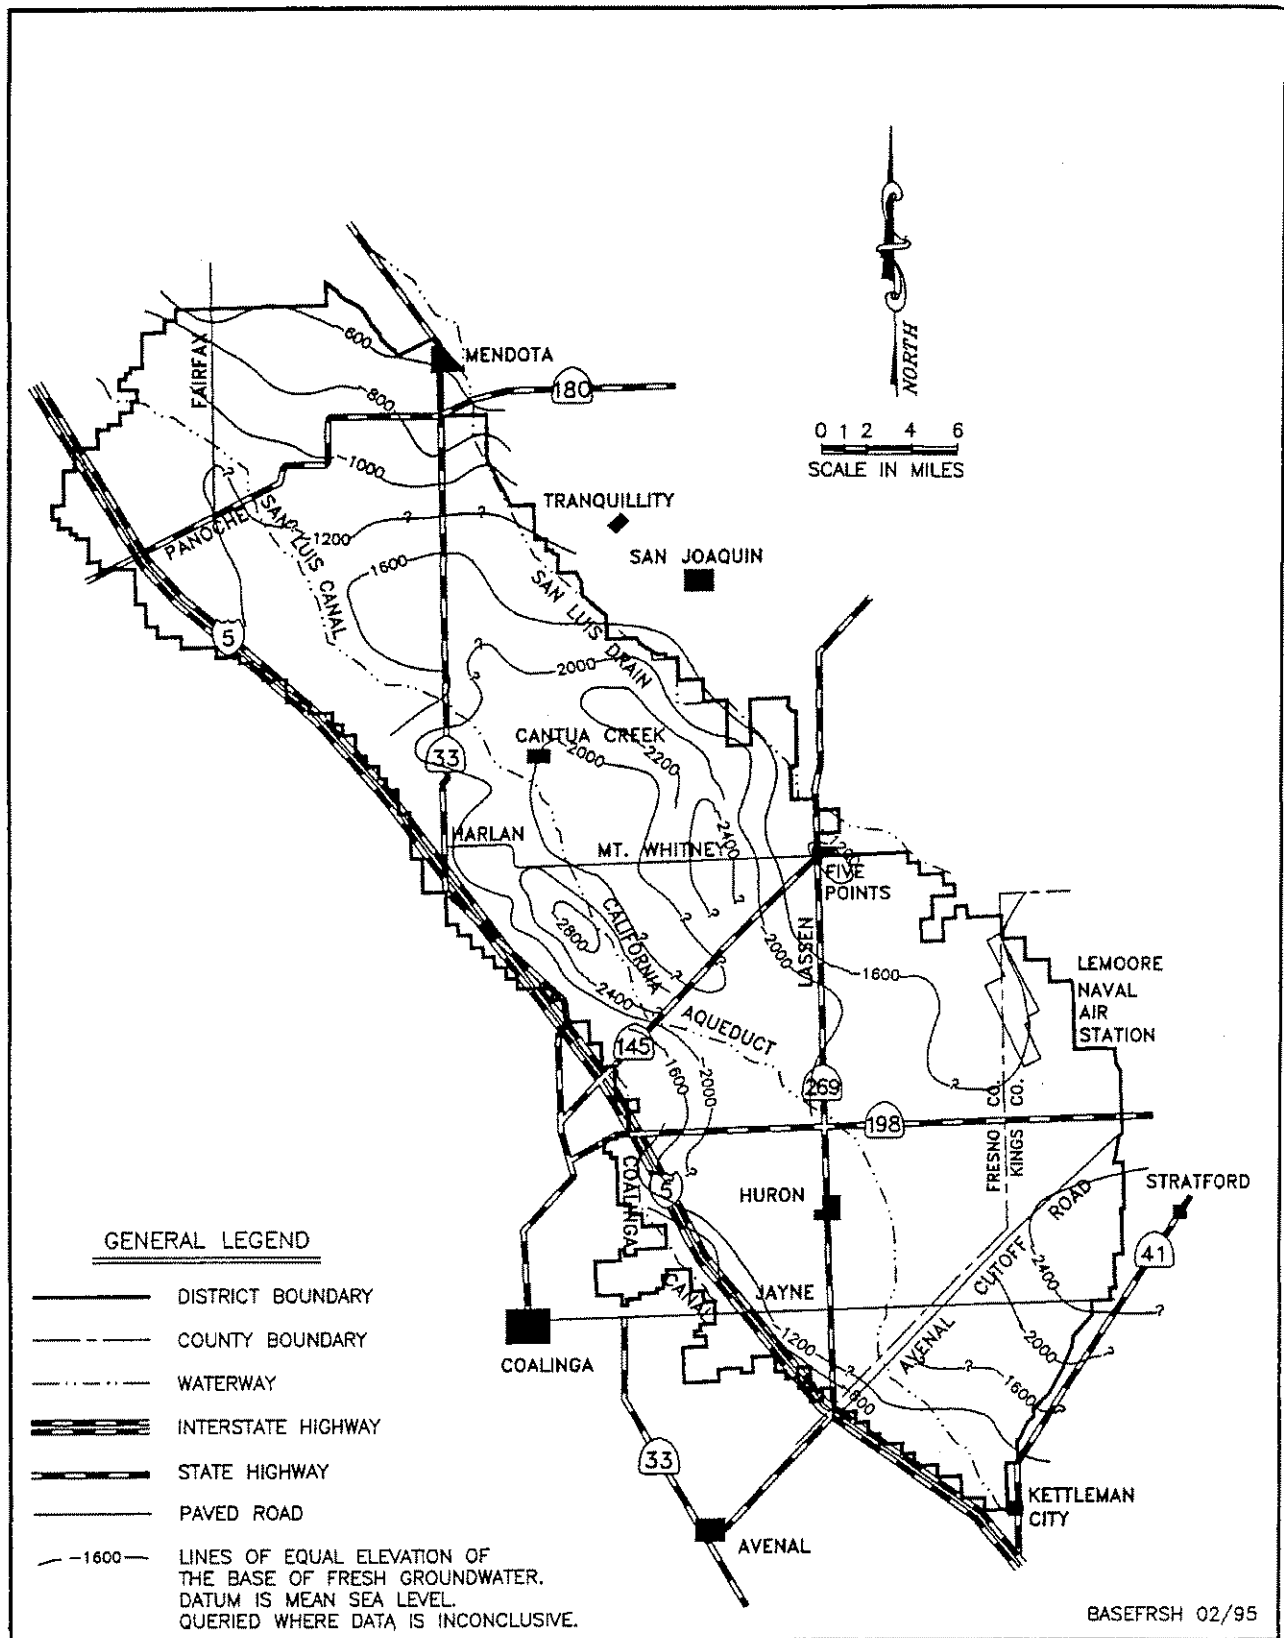 NORTH
0 1 2 4 6
SCALE IN MILES
-600
MENDOTA
FAIRFAX
180
-800
-1000
?
TRANQUILLITY
PANOCHE
SAN LUIS CANAL
-1200
?
?
SAN JOAQUIN
-1600
SAN LUIS DRAIN
5
?
?
-2000
?
?
CANTUA CREEK
33
-2000
-2200
HARLAN
-2400
MT. WHITNEY
FIVE
POINTS
?
?
?
CALIFORNIA
-2800
?
?
?
-2000
LASSEN
-1600
?
LEMOORE
NAVAL
AIR
STATION
-2400
?
AQUEDUCT
145
-1600
-2000
269
?
?
FRESNO CO.
KINGS CO.
198
?
COALINGA
CANAL
5
HURON
STRATFORD
AVENAL CUTOFF ROAD
41
-2400
?
JAYNE
COALINGA
-1200
?
-2000
?
?
?
-1600
?
-800
33
KETTLEMAN
CITY
AVENAL
GENERAL LEGEND
DISTRICT BOUNDARY
COUNTY BOUNDARY
WATERWAY
INTERSTATE HIGHWAY
STATE HIGHWAY
PAVED ROAD
-1600 LINES OF EQUAL ELEVATION OF
THE BASE OF FRESH GROUNDWATER.
DATUM IS MEAN SEA LEVEL.
QUERIED WHERE DATA IS INCONCLUSIVE.
BASEFRSH 02/95